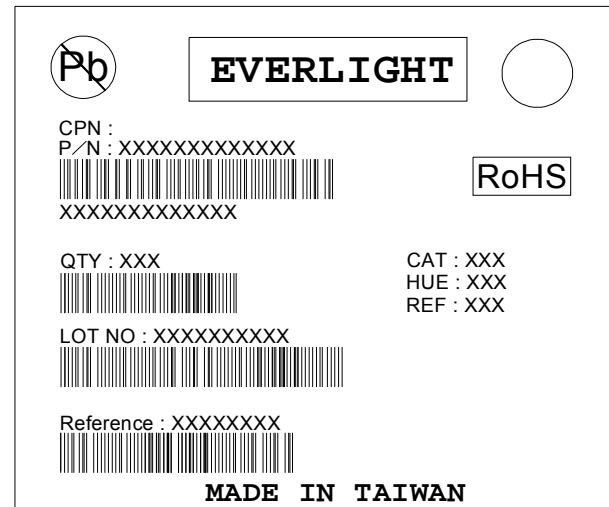 Pb
EVERLIGHT
CPN :
P/N : XXXXXXXXXXXXX
RoHS
XXXXXXXXXXXXX
QTY : XXX
CAT : XXX
HUE : XXX
REF : XXX
LOT NO : XXXXXXXXXX
Reference : XXXXXXXX
MADE IN TAIWAN